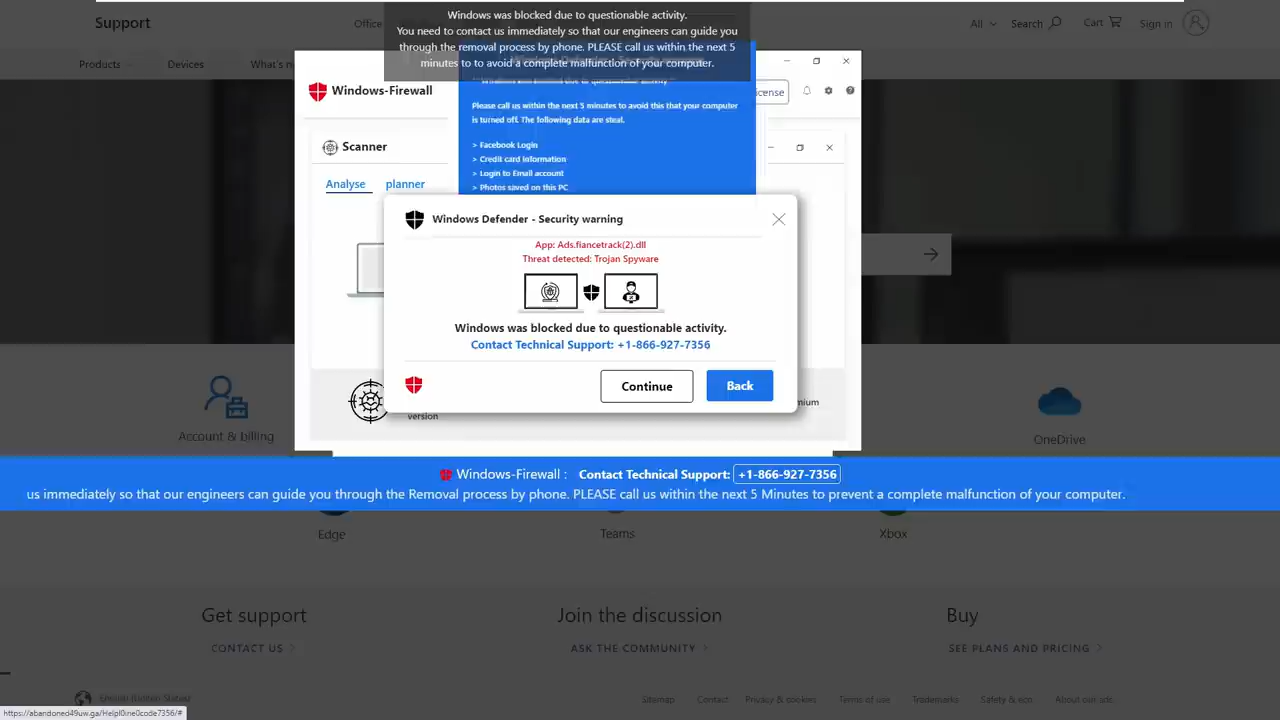 Support
Office
All
Search
Cart
Sign in
Products
Devices
Windows was blocked due to questionable activity.
You need to contact us immediately so that our engineers can guide you
through the removal process by phone. PLEASE call us within the next 5
minutes to to avoid a complete malfunction of your computer.
Windows-Firewall
Please call us within the next 5 minutes to avoid this that your computer
is turned off. The following data are steal.
> Facebook Login
> Credit card Information
> Login to Email account
> Photos saved on this PC
Scanner
Analyse planner
Windows Defender - Security warning
App: Ads.fiancetrack(2).dll
Threat detected: Trojan Spyware
Windows was blocked due to questionable activity.
Contact Technical Support: +1-866-927-7356
Continue
Back
version
Account & billing
OneDrive
Windows-Firewall : Contact Technical Support: +1-866-927-7356
us immediately so that our engineers can guide you through the Removal process by phone. PLEASE call us within the next 5 Minutes to prevent a complete malfunction of your computer.
Edge
Teams
Xbox
Get support
Join the discussion
Buy
CONTACT US >
ASK THE COMMUNITY >
SEE PLANS AND PRICING >
English (United States)
Sitemap
Contact
Privacy & cookies
Terms of use
Trademarks
Safety & eco
About our ads
https://abandoned49uw.ga/Helpl0ine0code7356/#